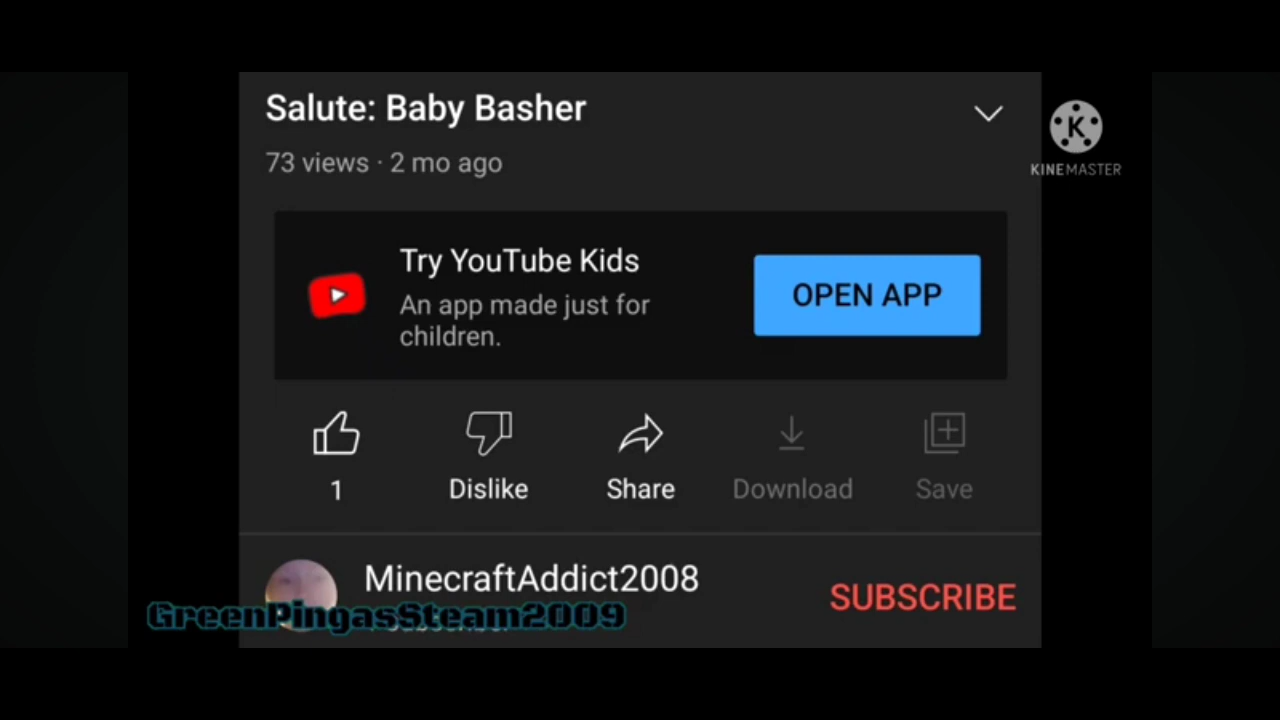 Salute: Baby Basher
73 views · 2 mo ago
K
KINEMASTER
Try YouTube Kids
An app made just for
children.
OPEN APP
1
Dislike
Share
Download
Save
MinecraftAddict2008
SUBSCRIBE
GreenPingasSteam2009